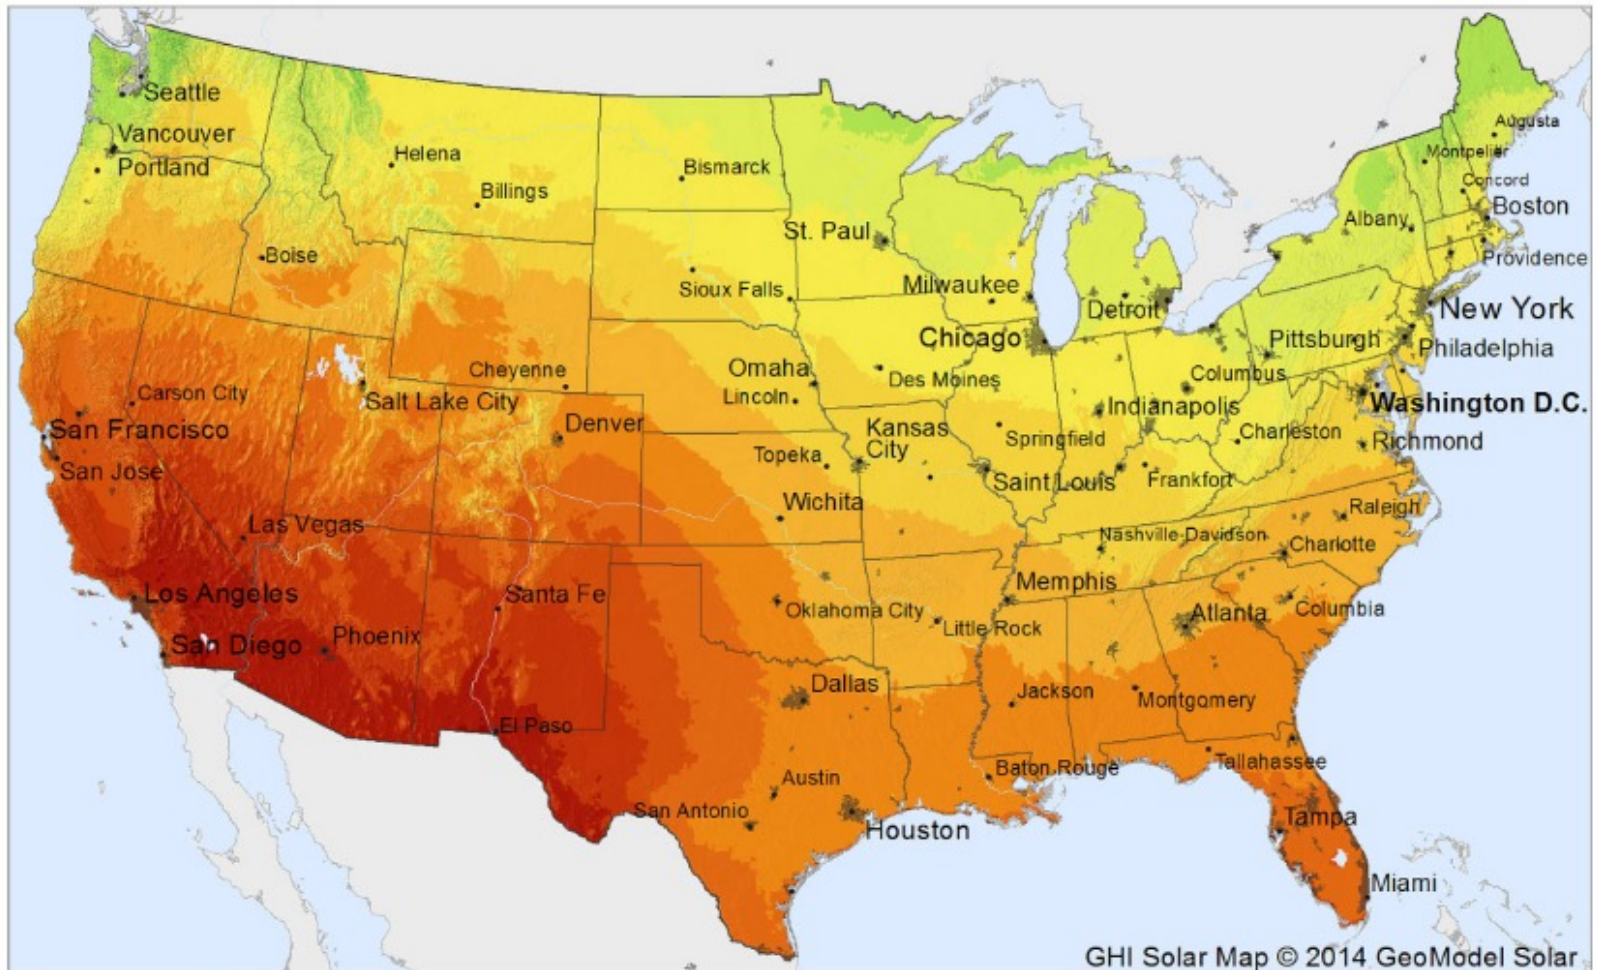 Seattle
Vancouver
Portland
Helena
Billings
Bismarck
Augusta
Montpelier
Concord
Boston
Albany
Providence
St. Paul
Boise
Sioux Falls
Milwaukee
Detroit
New York
Chicago
Pittsburgh
Philadelphia
Cheyenne
Omaha
Des Moines
Columbus
Carson City
Salt Lake City
Lincoln
Indianapolis
Washington D.C.
San Francisco
Denver
Kansas
City
Springfield
Charleston
Richmond
San Jose
Topeka
Saint Louis
Frankfort
Wichita
Raleigh
Las Vegas
Nashville-Davidson
Charlotte
Los Angeles
Santa Fe
Memphis
Oklahoma City
Little Rock
Atlanta
Columbia
San Diego
Phoenix
Dallas
Jackson
Montgomery
El Paso
Austin
Baton Rouge
Tallahassee
San Antonio
Houston
Tampa
Miami
GHI Solar Map © 2014 GeoModel Solar